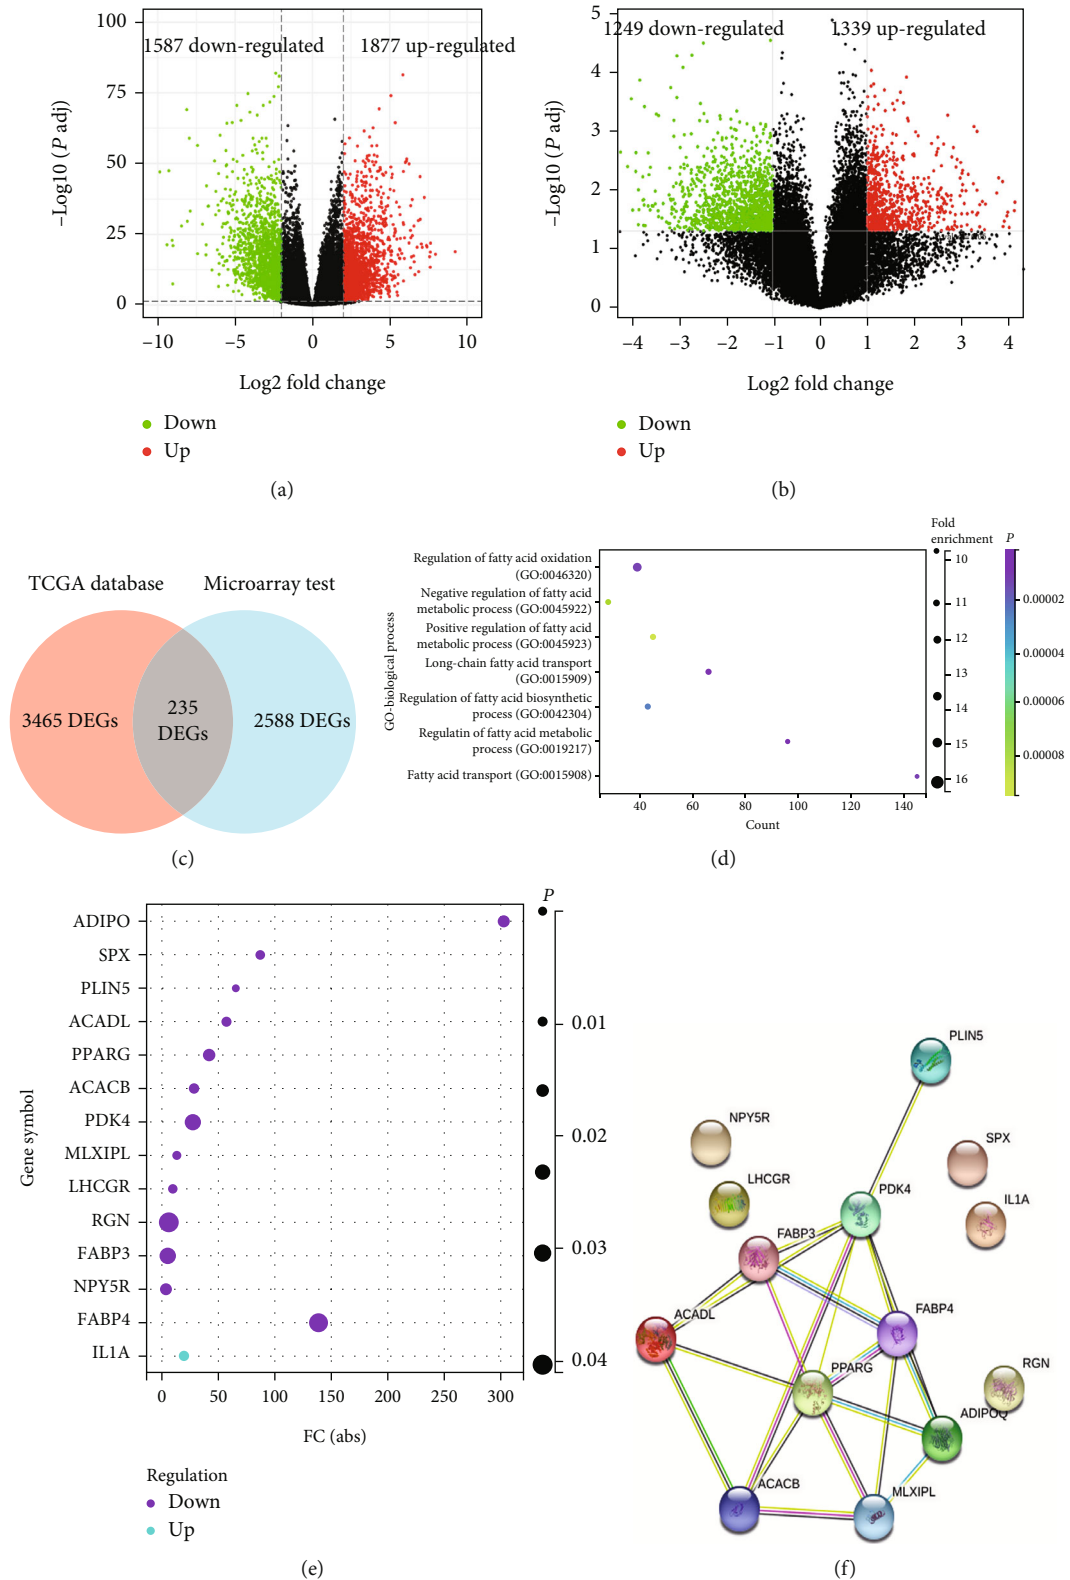 1587 down-regulated
1877 up-regulated
100
75
50
25
0
−Log10 (P adj)
−10
−5
0
5
10
Log2 fold change
Down
Up
(a)
1249 down-regulated
1339 up-regulated
5
4
3
2
1
0
−Log10 (P adj)
−4
−3
−2
−1
0
1
2
3
4
Log2 fold change
Down
Up
(b)
TCGA database
Microarray test
3465 DEGs
235
DEGs
2588 DEGs
(c)
GO-biological process
Regulation of fatty acid oxidation
(GO:0046320)
Negative regulation of fatty acid
metabolic process (GO:0045922)
Positive regulation of fatty acid
metabolic process (GO:0045923)
Long-chain fatty acid transport
(GO:0015909)
Regulation of fatty acid biosynthetic
process (GO:0042304)
Regulatin of fatty acid metabolic
process (GO:0019217)
Fatty acid transport (GO:0015908)
40
60
80
100
120
140
Count
Fold
enrichment
10
11
12
13
14
15
16
P
0.00002
0.00004
0.00006
0.00008
(d)
Gene symbol
ADIPO
SPX
PLIN5
ACADL
PPARG
ACACB
PDK4
MLXIPL
LHCGR
RGN
FABP3
NPY5R
FABP4
IL1A
0
50
100
150
200
250
300
FC (abs)
P
0.01
0.02
0.03
0.04
Regulation
Down
Up
(e)
PLIN5
NPY5R
SPX
LHCGR
PDK4
IL1A
FABP3
ACADL
FABP4
PPARG
RGN
ADIPOQ
ACACB
MLXIPL
(f)